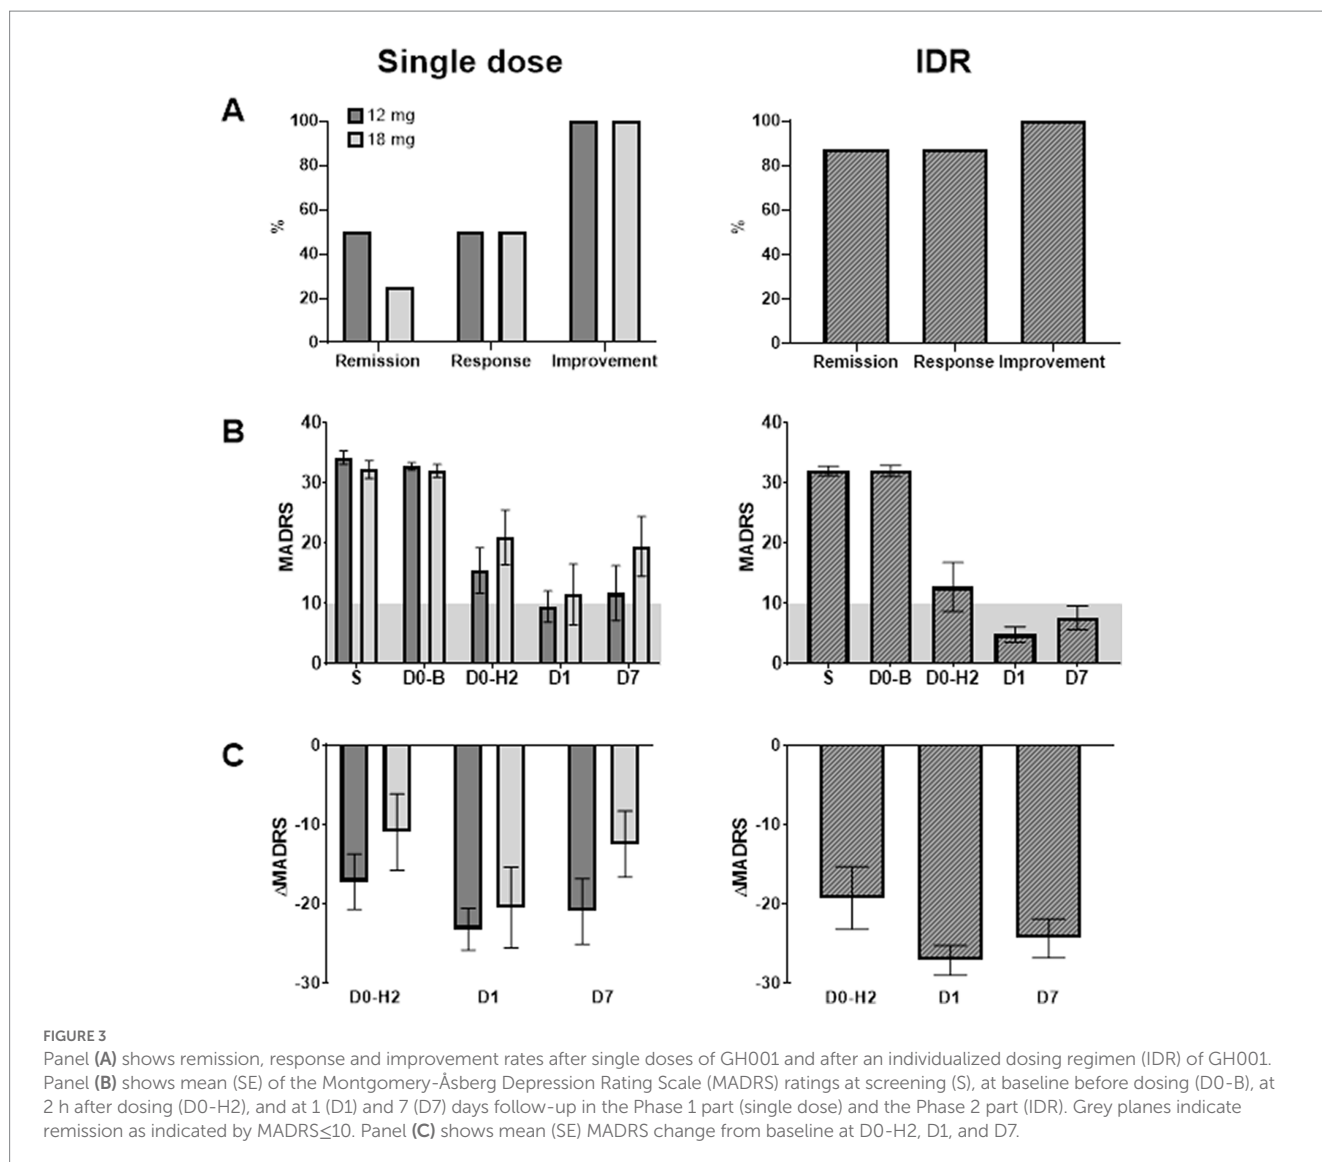 Single dose
IDR
A
12 mg
18 mg
100
80
60
40
20
0
%
Remission
Response
Improvement
100
80
60
40
20
0
%
Remission
Response
Improvement
B
40
30
20
10
0
MADRS
S
D0-B
D0-H2
D1
D7
40
30
20
10
0
MADRS
S
D0-B
D0-H2
D1
D7
C
0
-10
-20
-30
ΔMADRS
D0-H2
D1
D7
0
-10
-20
-30
ΔMADRS
D0-H2
D1
D7
FIGURE 3
Panel (A) shows remission, response and improvement rates after single doses of GH001 and after an individualized dosing regimen (IDR) of GH001.
Panel (B) shows mean (SE) of the Montgomery-Åsberg Depression Rating Scale (MADRS) ratings at screening (S), at baseline before dosing (D0-B), at
2 h after dosing (D0-H2), and at 1 (D1) and 7 (D7) days follow-up in the Phase 1 part (single dose) and the Phase 2 part (IDR). Grey planes indicate
remission as indicated by MADRS≤10. Panel (C) shows mean (SE) MADRS change from baseline at D0-H2, D1, and D7.